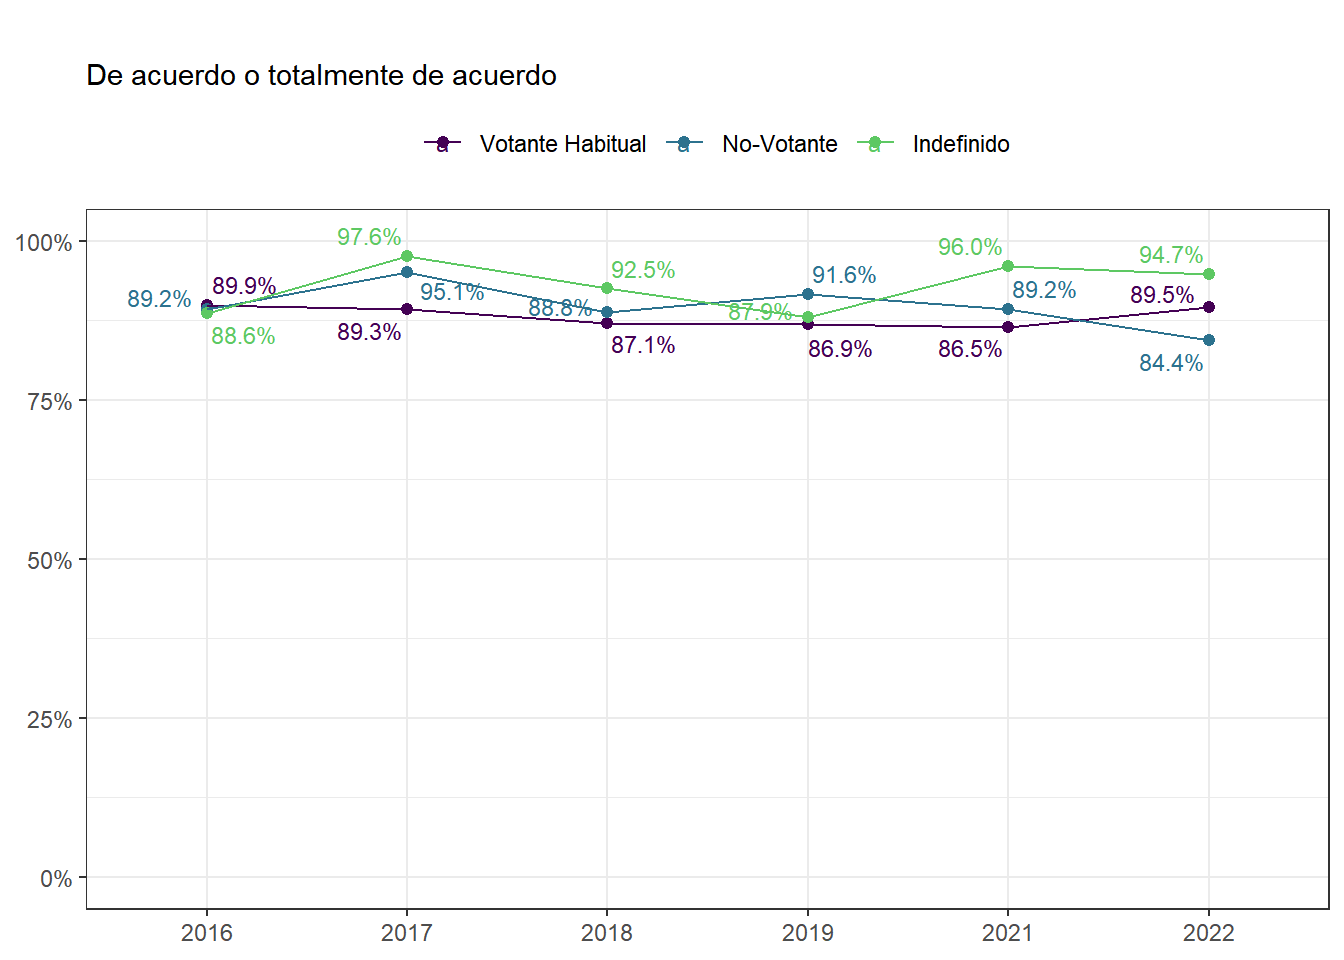 De acuerdo o totalmente de acuerdo
a Votante Habitual a No-Votante a Indefinido
100%
97.6% 96.0% 94.7%
92.5% 91.6%
89.2% 89.9% 95.1% 88.8% 87.9% 89.2% 89.5%
88.6% 89.3% 87.1% 86.9% 86.5% 84.4%
75%
50%
25%
0%
2016 2017 2018 2019 2021 2022